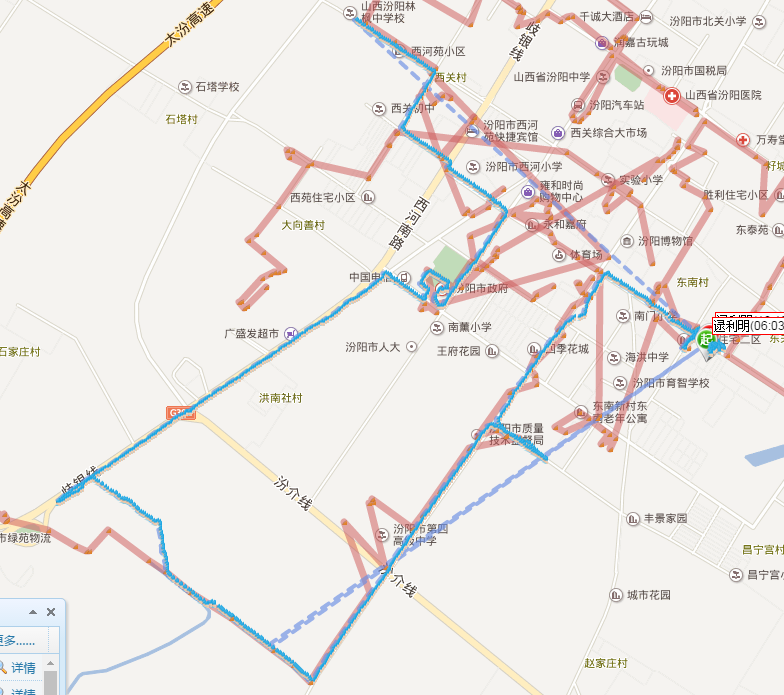 太汾高速
山西汾阳林
枫中学校
千诚大酒店
汾阳市北关小学
西河苑小区
歧银线
润嘉古玩城
西关村
山西省汾阳中学
汾阳市国税局
石塔学校
山西省汾阳医院
西关初中
汾阳汽车站
石塔村
汾阳市西河
苑快捷宾馆
西关综合大市场
汾阳市西河小学
实验小学
太汾高速
西苑住宅小区
雍和时尚
购物中心
胜利住宅小区
西河南路
大向善村
永和嘉府
东泰苑
汾阳博物馆
体育场
中国电信
汾阳市政府
东南村
南薰小学
南门小学
逯利明(06:03
起
住宅二区
广盛发超市
汾阳市人大
王府花园
四季花城
海洪中学
石家庄村
汾阳市育智学校
洪南社村
东南新村东
南老年公寓
汾阳市质量
技术监督局
歧银线
汾介线
丰景家园
市绿苑物流
汾阳市第四
高级中学
昌宁宫村
汾介线
昌宁宫小
城市花园
更多......
赵家庄村
详情
详情